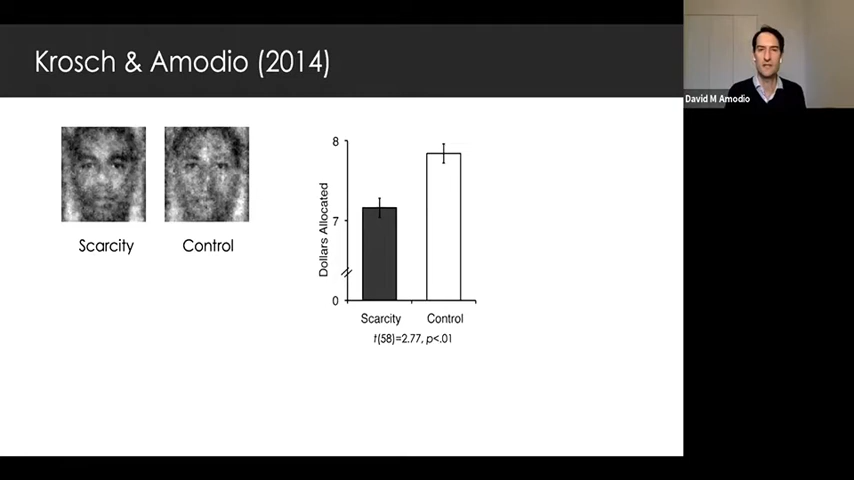 Krosch & Amodio (2014)
David M Amodio
Scarcity
Control
8
7
0
Dollars Allocated
Scarcity
Control
t(58)=2.77, p<.01